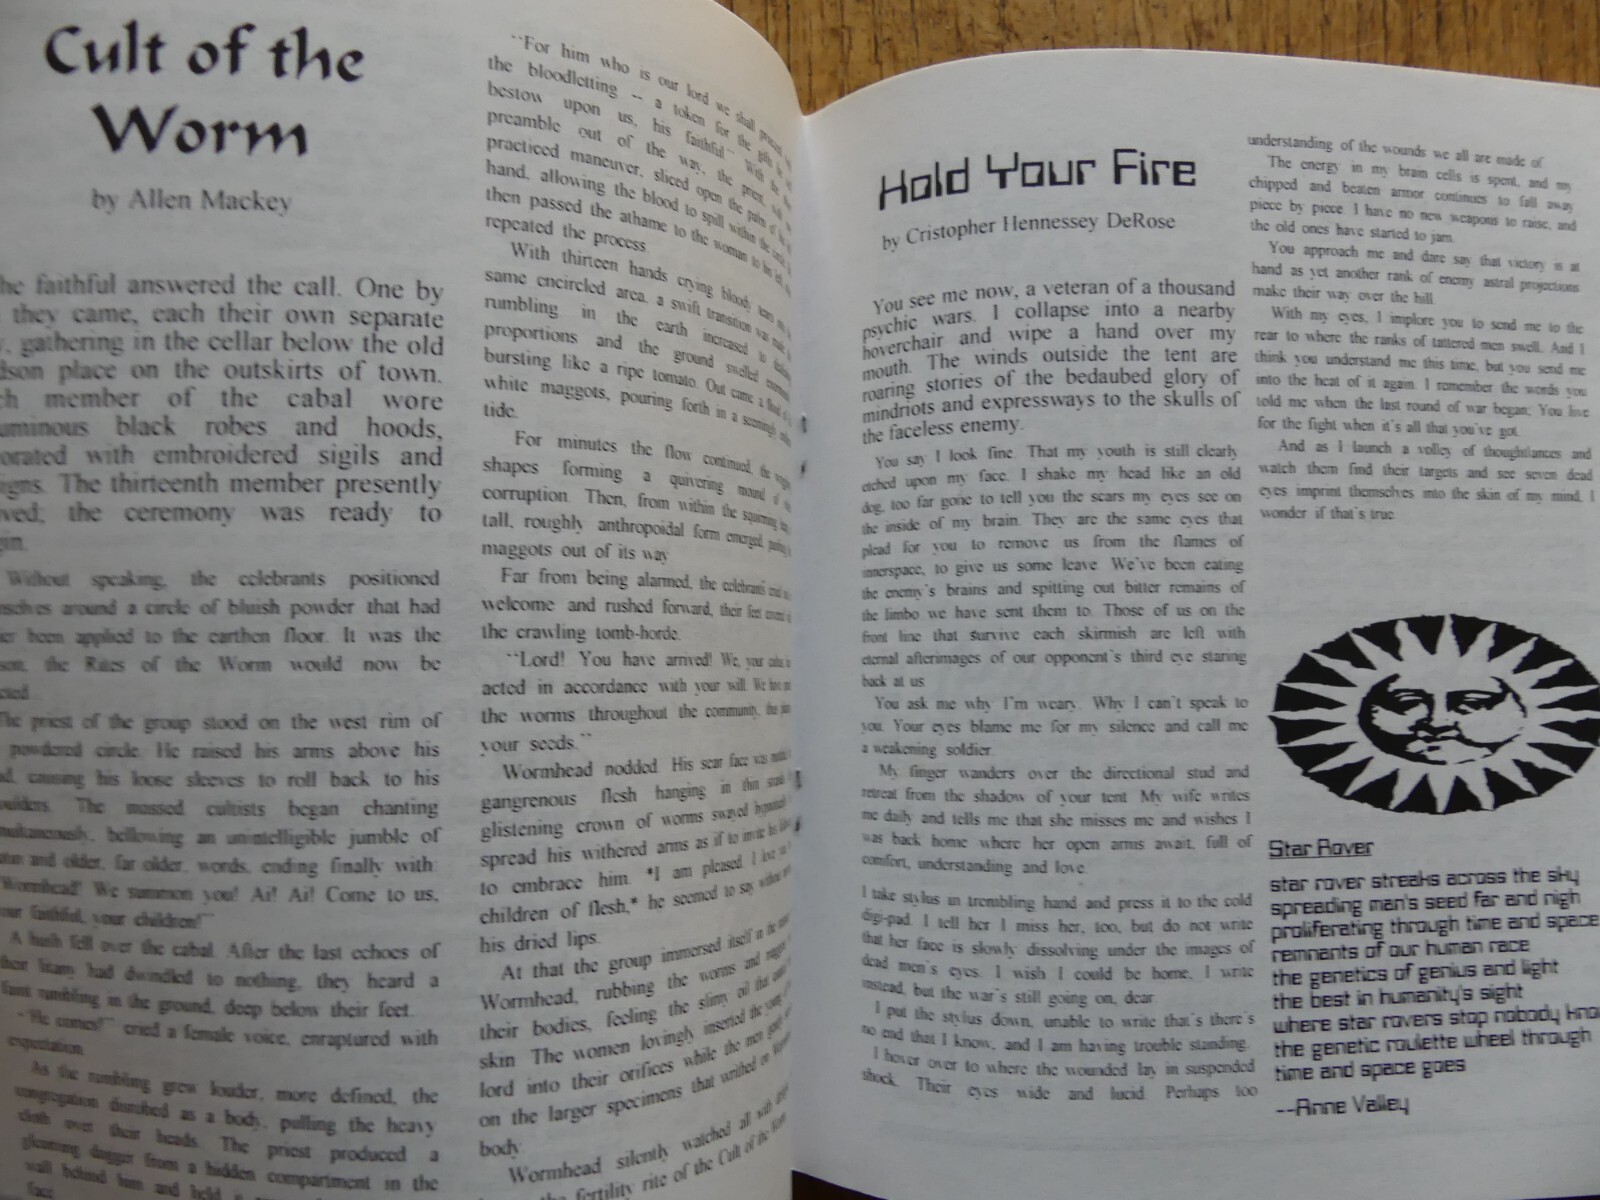 Cult of the
Worm
by Allen Mackey
he faithful answered the call. One by
they came, each their own separate
gathering in the cellar below the old
dson place on the outskirts of town.
ch member of the cabal wore
uminous black robes and hoods,
orated with embroidered sigils and
igns. The thirteenth member presently
ived; the ceremony was ready to
gin.
Without speaking, the celebrants positioned
nselves around a circle of bluish powder that had
ier been applied to the earthen floor. It was the
son, the Rites of the Worm would now be
The priest of the group stood on the west rim of
powdered circle. He raised his arms above his
ad, causing his loose sleeves to roll back to his
oulders. The massed cultists began chanting
multaneously, bellowing an unintelligible jumble of
and older, far older, words, ending finally with:
Wormhead! We summon you! Ai! Ai! Come to us,
our faithful, your children!``
A hush fell over the cabal. After the last echoes of
their litany had dwindled to nothing, they heard a
faint rumbling in the ground, deep below their feet.
``He comes!`` cried a female voice, enraptured with
expectation.
As the rumbling grew louder, more defined, the
congregation disrobed as a body, pulling the heavy
cloth over their heads. The priest produced a
gleaming dagger from a hidden compartment in the
wall behind him and held
face.
``For him who is our lord we shall
the bloodletting -- a token for the gifts
bestow upon us, his faithful`` With the
preamble out of the way, the priest, with
practiced maneuver, sliced open the palm of
hand, allowing the blood to spill within the
then passed the athame to the woman to his left
repeated the process.
With thirteen hands crying bloody tears
same encircled area, a swift transition was
rumbling in the earth increased to
proportions and the ground swelled
bursting like a ripe tomato. Out came a flood of
white maggots, pouring forth in a seemingly
tide.
For minutes the flow continued, the
shapes forming a quivering mound of
corruption. Then, from within the squirming
tall, roughly anthropoidal form emerged,
maggots out of its way.
Far from being alarmed, the celebrants
welcome and rushed forward, their feet
the crawling tomb-horde.
``Lord! You have arrived! We, your
acted in accordance with your will. We have
the worms throughout the community, the
your seeds.``
Wormhead nodded. His sear face was
gangrenous flesh hanging in thin
glistening crown of worms swayed
spread his withered arms as if to invite his
to embrace him. *I am pleased. I love
children of flesh,* he seemed to say without
his dried lips.
At that the group immersed itself in the
Wormhead, rubbing the worms and maggots
their bodies, feeling the slimy oil that
skin. The women lovingly inserted the
lord into their orifices while the men
on the larger specimens that writhed on
body.
Wormhead silently watched all with
the fertility rite of the Cult of the Worm
Hold Your Fire
by Cristopher Hennessey DeRose
You see me now, a veteran of a thousand
psychic wars. I collapse into a nearby
hoverchair and wipe a hand over my
mouth. The winds outside the tent are
roaring stories of the bedaubed glory of
mindriots and expressways to the skulls of
the faceless enemy.
You say I look fine. That my youth is still clearly
etched upon my face. I shake my head like an old
dog, too far gone to tell you the scars my eyes see on
the inside of my brain. They are the same eyes that
plead for you to remove us from the flames of
innerspace, to give us some leave. We've been eating
the enemy's brains and spitting out bitter remains of
the limbo we have sent them to. Those of us on the
front line that survive each skirmish are left with
eternal afterimages of our opponent's third eye staring
back at us.
You ask me why I'm weary. Why I can't speak to
you. Your eyes blame me for my silence and call me
a weakening soldier.
My finger wanders over the directional stud and
retreat from the shadow of your tent. My wife writes
me daily and tells me that she misses me and wishes I
was back home where her open arms await, full of
comfort, understanding and love.
I take stylus in trembling hand and press it to the cold
digi-pad. I tell her I miss her, too, but do not write
that her face is slowly dissolving under the images of
dead men's eyes. I wish I could be home, I write
instead, but the war's still going on, dear.
I put the stylus down, unable to write that's there's
no end that I know, and I am having trouble standing.
I hover over to where the wounded lay in suspended
shock. Their eyes wide and lucid. Perhaps too
understanding of the wounds we all are made of.
The energy in my brain cells is spent, and my
chipped and beaten armor continues to fall away
piece by piece. I have no new weapons to raise, and
the old ones have started to jam.
You approach me and dare say that victory is at
hand as yet another rank of enemy astral projections
make their way over the hill.
With my eyes, I implore you to send me to the
rear to where the ranks of tattered men swell. And I
think you understand me this time, but you send me
into the heat of it again. I remember the words you
told me when the last round of war began; You live
for the fight when it's all that you've got.
And as I launch a volley of thoughtlances and
watch them find their targets and see seven dead
eyes imprint themselves into the skin of my mind, I
wonder if that's true.
Star Rover
star rover streaks across the sky
spreading man's seed far and nigh
proliferating through time and space
remnants of our human race
the genetics of genius and light
the best in humanity's sight
where star rovers stop nobody kno
the genetic roulette wheel through
time and space goes
--Anne Valley